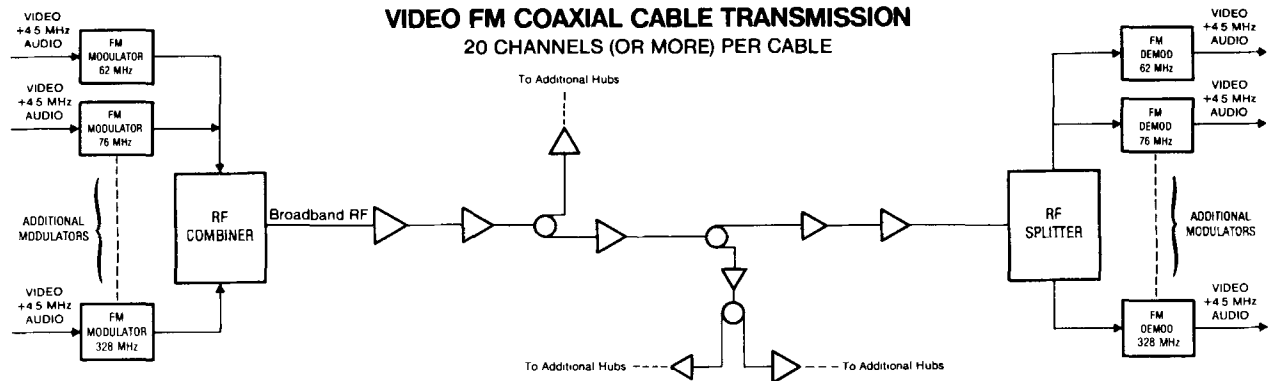 VIDEO FM COAXIAL CABLE TRANSMISSION
20 CHANNELS (OR MORE) PER CABLE
VIDEO
+4.5 MHz
AUDIO
FM
MODULATOR
62 MHz
VIDEO
+4.5 MHz
AUDIO
FM
MODULATOR
76 MHz
ADDITIONAL
MODULATORS
VIDEO
+4.5 MHz
AUDIO
FM
MODULATOR
328 MHz
RF
COMBINER
Broadband RF
To Additional Hubs
To Additional Hubs
To Additional Hubs
RF
SPLITTER
FM
DEMOD
62 MHz
VIDEO
+4.5 MHz
AUDIO
FM
DEMOD
76 MHz
VIDEO
+4.5 MHz
AUDIO
ADDITIONAL
MODULATORS
FM
DEMOD
328 MHz
VIDEO
+4.5 MHz
AUDIO